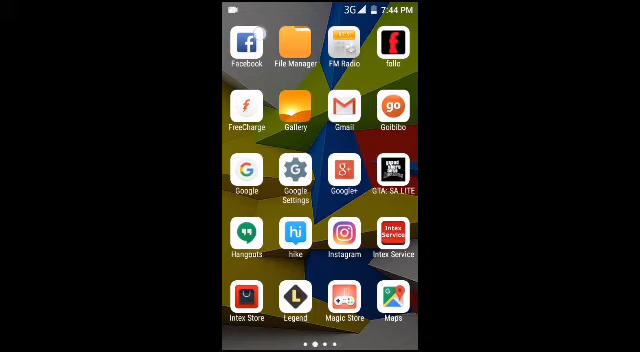 3G 7:44 PM
Facebook File Manager FM Radio follo
FreeCharge Gallery Gmail Goibibo
Google Google Settings Google+ GTA: SA LITE
Hangouts hike Instagram Intex Service
Intex Store Legend Magic Store Maps